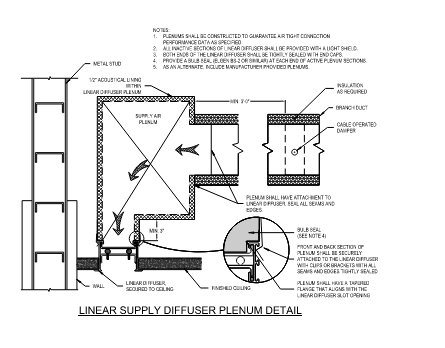 NOTES:
1. PLENUMS SHALL BE CONSTRUCTED TO GUARANTEE AIR TIGHT CONNECTION
PERFORMANCE DATA AS SPECIFIED.
2. ALL INACTIVE SECTIONS OF LINEAR DIFFUSER SHALL BE PROVIDED WITH A LIGHT SHIELD.
3. BOTH ENDS OF THE LINEAR DIFFUSER SHALL BE TIGHTLY SEALED WITH END CAPS.
4. PROVIDE A BULB SEAL (ELGEN BS-2 OR SIMILAR) AT EACH END OF ACTIVE PLENUM SECTIONS.
5. AS AN ALTERNATE, INCLUDE MANUFACTURER PROVIDED PLENUMS.
METAL STUD
1/2" ACOUSTICAL LINING
WITHIN
LINEAR DIFFUSER PLENUM
MIN. 2'-0"
INSULATION
AS REQUIRED
BRANCH DUCT
SUPPLY AIR
PLENUM
CABLE OPERATED
DAMPER
PLENUM SHALL HAVE ATTACHMENT TO
LINEAR DIFFUSER. SEAL ALL SEAMS AND
EDGES.
MIN. 3"
BULB SEAL
(SEE NOTE 4)
FRONT AND BACK SECTION OF
PLENUM SHALL BE SECURELY
ATTACHED TO THE LINEAR DIFFUSER
WITH CLIPS OR BRACKETS WITH ALL
SEAMS AND EDGES TIGHTLY SEALED
PLENUM SHALL HAVE A TAPERED
FLANGE THAT ALIGNS WITH THE
LINEAR DIFFUSER SLOT OPENING
WALL
LINEAR DIFFUSER,
SECURED TO CEILING
FINISHED CEILING
LINEAR SUPPLY DIFFUSER PLENUM DETAIL